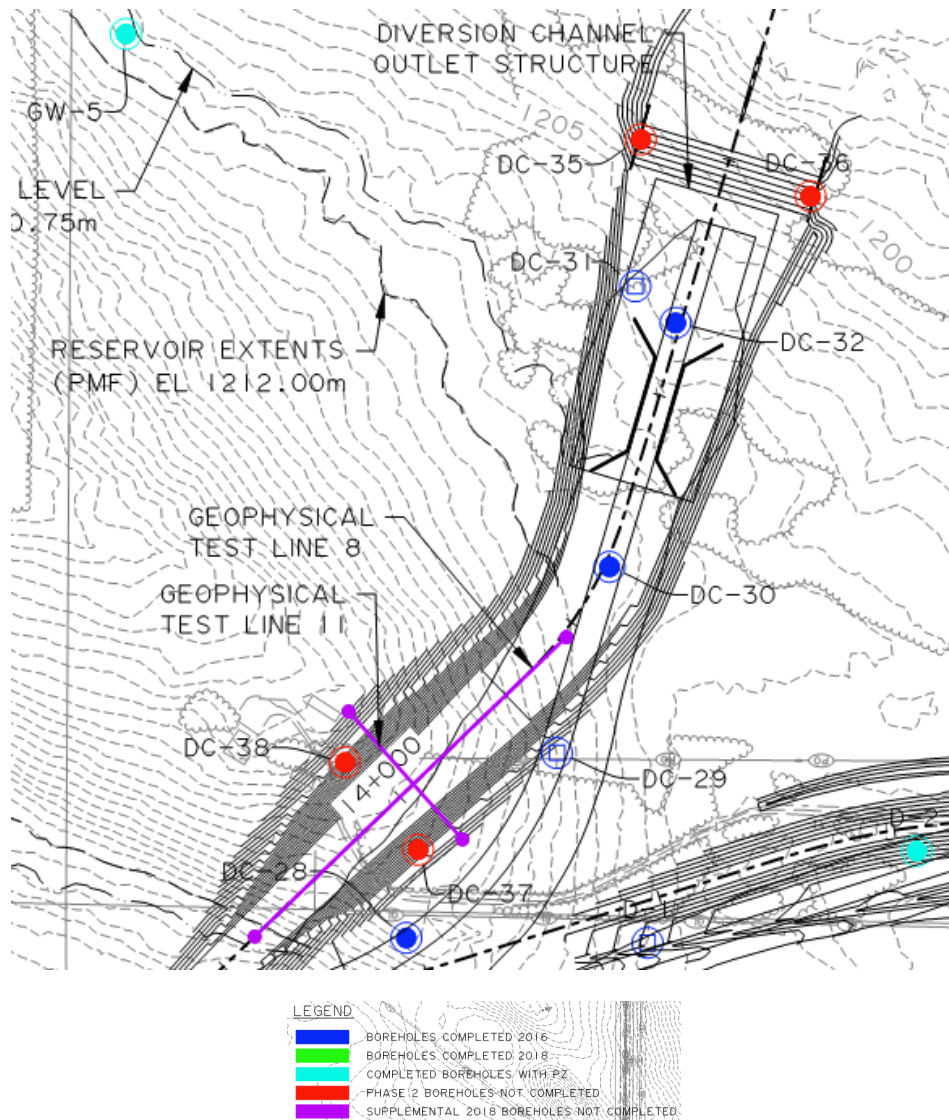 DIVERSION CHANNEL
OUTLET STRUCTURE
GW-5
1205
DC-35
DC-36
LEVEL
0.75m
1200
DC-31
DC-32
RESERVOIR EXTENTS
(PMF) EL 1212.00m
GEOPHYSICAL
TEST LINE 8
DC-30
GEOPHYSICAL
TEST LINE 11
DC-38
14+000
DC-29
D-2
DC-28
DC-37
D-1
LEGEND
BOREHOLES COMPLETED 2016
BOREHOLES COMPLETED 2018
COMPLETED BOREHOLES WITH PZ
PHASE 2 BOREHOLES NOT COMPLETED
SUPPLEMENTAL 2018 BOREHOLES NOT COMPLETED